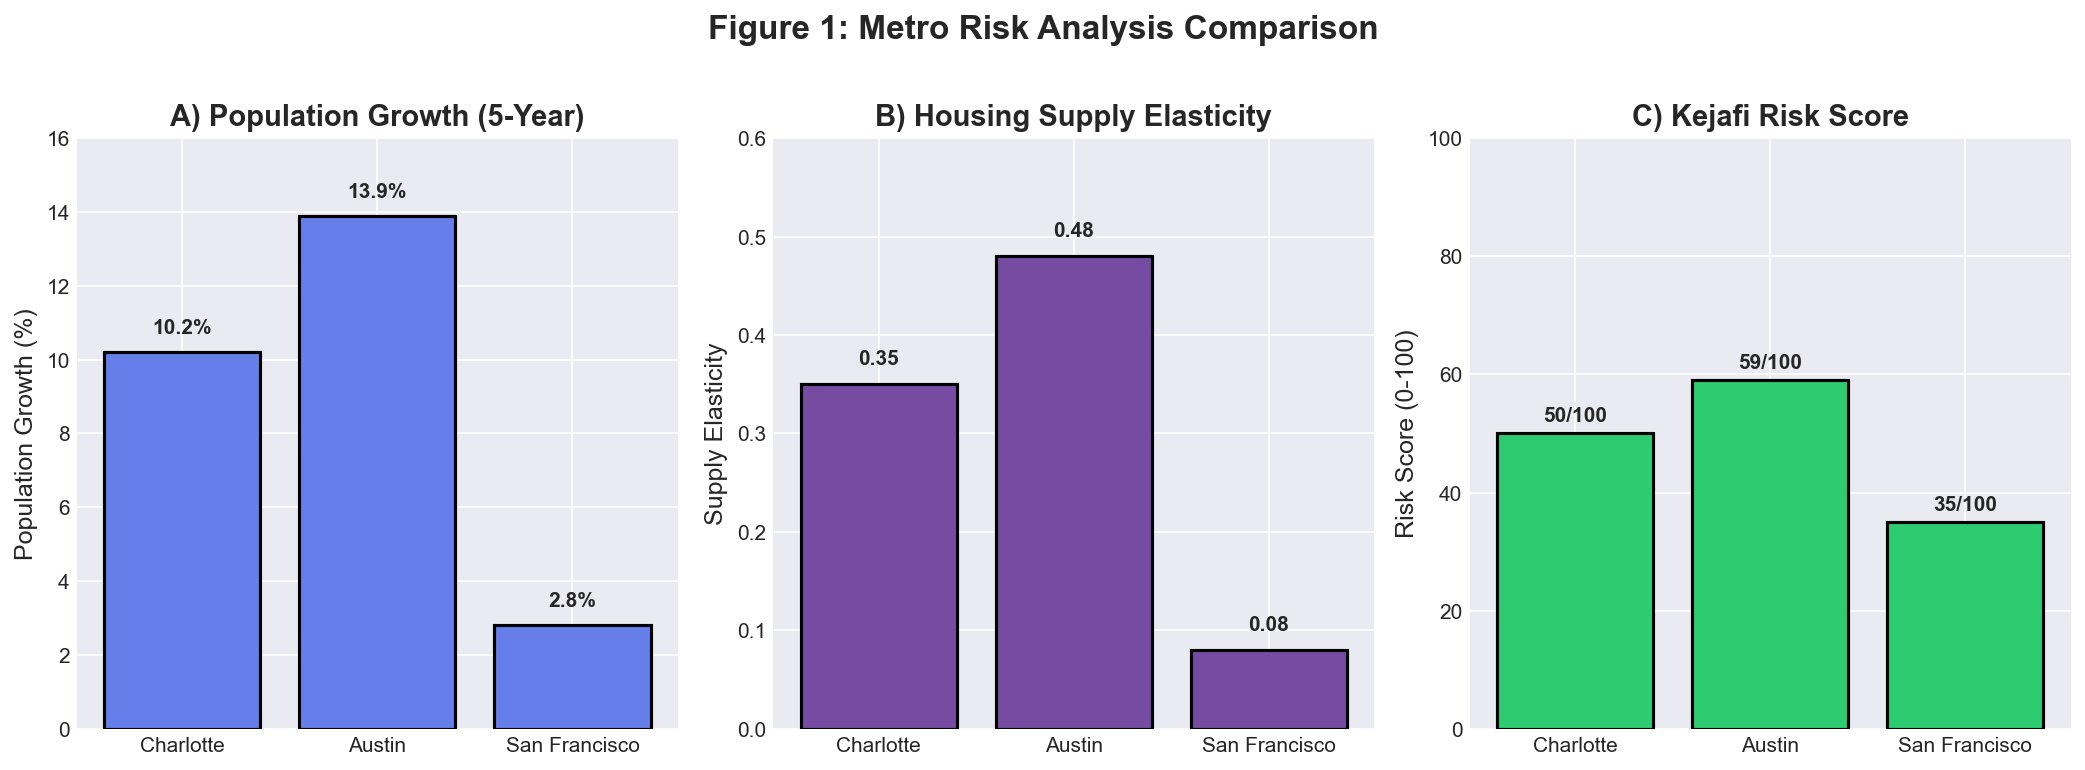 Figure 1: Metro Risk Analysis Comparison
A) Population Growth (5-Year)
Population Growth (%)
16
14
12
10
8
6
4
2
0
10.2%
13.9%
2.8%
Charlotte
Austin
San Francisco
B) Housing Supply Elasticity
Supply Elasticity
0.6
0.5
0.4
0.3
0.2
0.1
0.0
0.35
0.48
0.08
Charlotte
Austin
San Francisco
C) Kejafi Risk Score
Risk Score (0-100)
100
80
60
40
20
0
50/100
59/100
35/100
Charlotte
Austin
San Francisco